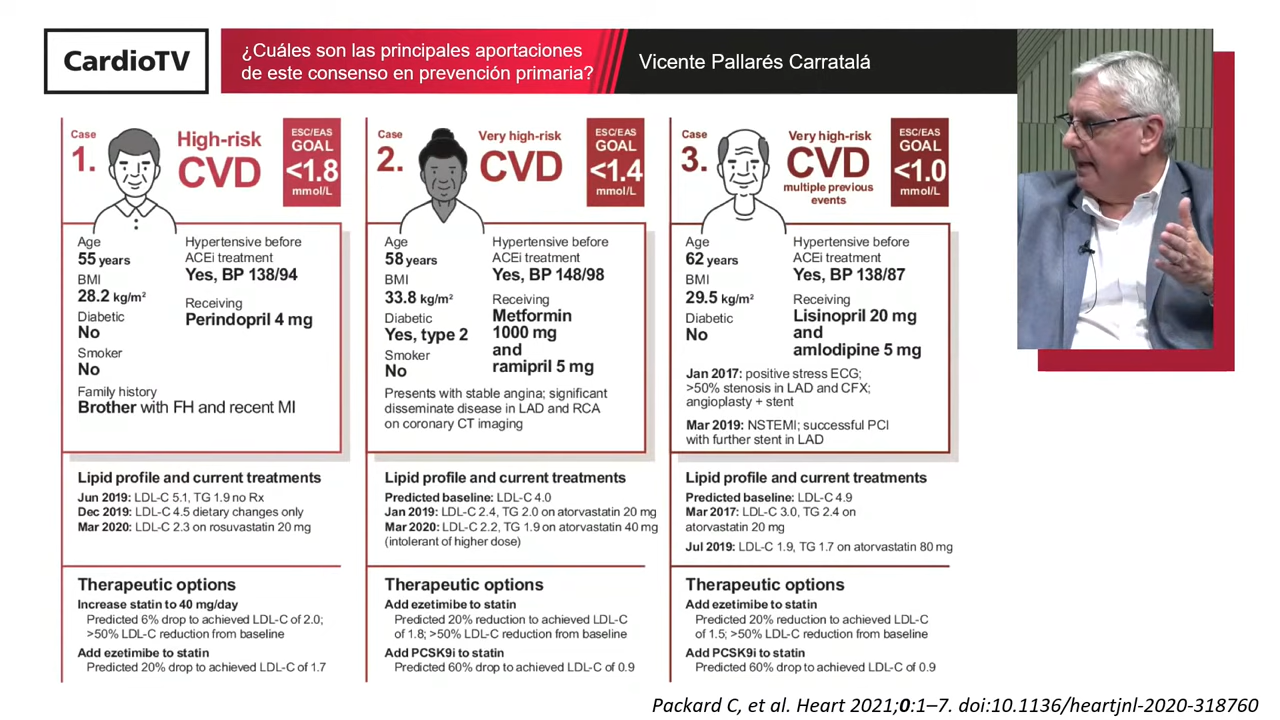 CardioTV
¿Cuáles son las principales aportaciones
de este consenso en prevención primaria?
Vicente Pallarés Carratalá
Case
1.
High-risk
CVD
ESC/EAS
GOAL
<1.8
mmol/L
Age
55 years
BMI
28.2 kg/m²
Diabetic
No
Smoker
No
Hypertensive before
ACEi treatment
Yes, BP 138/94
Receiving
Perindopril 4 mg
Family history
Brother with FH and recent MI
Lipid profile and current treatments
Jun 2019: LDL-C 5.1, TG 1.9 no Rx
Dec 2019: LDL-C 4.5 dietary changes only
Mar 2020: LDL-C 2.3 on rosuvastatin 20 mg
Therapeutic options
Increase statin to 40 mg/day
Predicted 6% drop to achieved LDL-C of 2.0;
>50% LDL-C reduction from baseline
Add ezetimibe to statin
Predicted 20% drop to achieved LDL-C of 1.7
Case
2.
Very high-risk
CVD
ESC/EAS
GOAL
<1.4
mmol/L
Age
58 years
BMI
33.8 kg/m²
Diabetic
Yes, type 2
Smoker
No
Hypertensive before
ACEi treatment
Yes, BP 148/98
Receiving
Metformin
1000 mg
and
ramipril 5 mg
Presents with stable angina; significant
disseminate disease in LAD and RCA
on coronary CT imaging
Lipid profile and current treatments
Predicted baseline: LDL-C 4.0
Jan 2019: LDL-C 2.4, TG 2.0 on atorvastatin 20 mg
Mar 2020: LDL-C 2.2, TG 1.9 on atorvastatin 40 mg
(intolerant of higher dose)
Therapeutic options
Add ezetimibe to statin
Predicted 20% reduction to achieved LDL-C
of 1.8; >50% LDL-C reduction from baseline
Add PCSK9i to statin
Predicted 60% drop to achieved LDL-C of 0.9
Case
3.
Very high-risk
CVD
multiple previous
events
ESC/EAS
GOAL
<1.0
mmol/L
Age
62 years
BMI
29.5 kg/m²
Diabetic
No
Hypertensive before
ACEi treatment
Yes, BP 138/87
Receiving
Lisinopril 20 mg
and
amlodipine 5 mg
Jan 2017: positive stress ECG;
>50% stenosis in LAD and CFX;
angioplasty + stent
Mar 2019: NSTEMI; successful PCI
with further stent in LAD
Lipid profile and current treatments
Predicted baseline: LDL-C 4.9
Mar 2017: LDL-C 3.0, TG 2.4 on
atorvastatin 20 mg
Jul 2019: LDL-C 1.9, TG 1.7 on atorvastatin 80 mg
Therapeutic options
Add ezetimibe to statin
Predicted 20% reduction to achieved LDL-C
of 1.5; >50% LDL-C reduction from baseline
Add PCSK9i to statin
Predicted 60% drop to achieved LDL-C of 0.9
Packard C, et al. Heart 2021;0:1–7. doi:10.1136/heartjnl-2020-318760